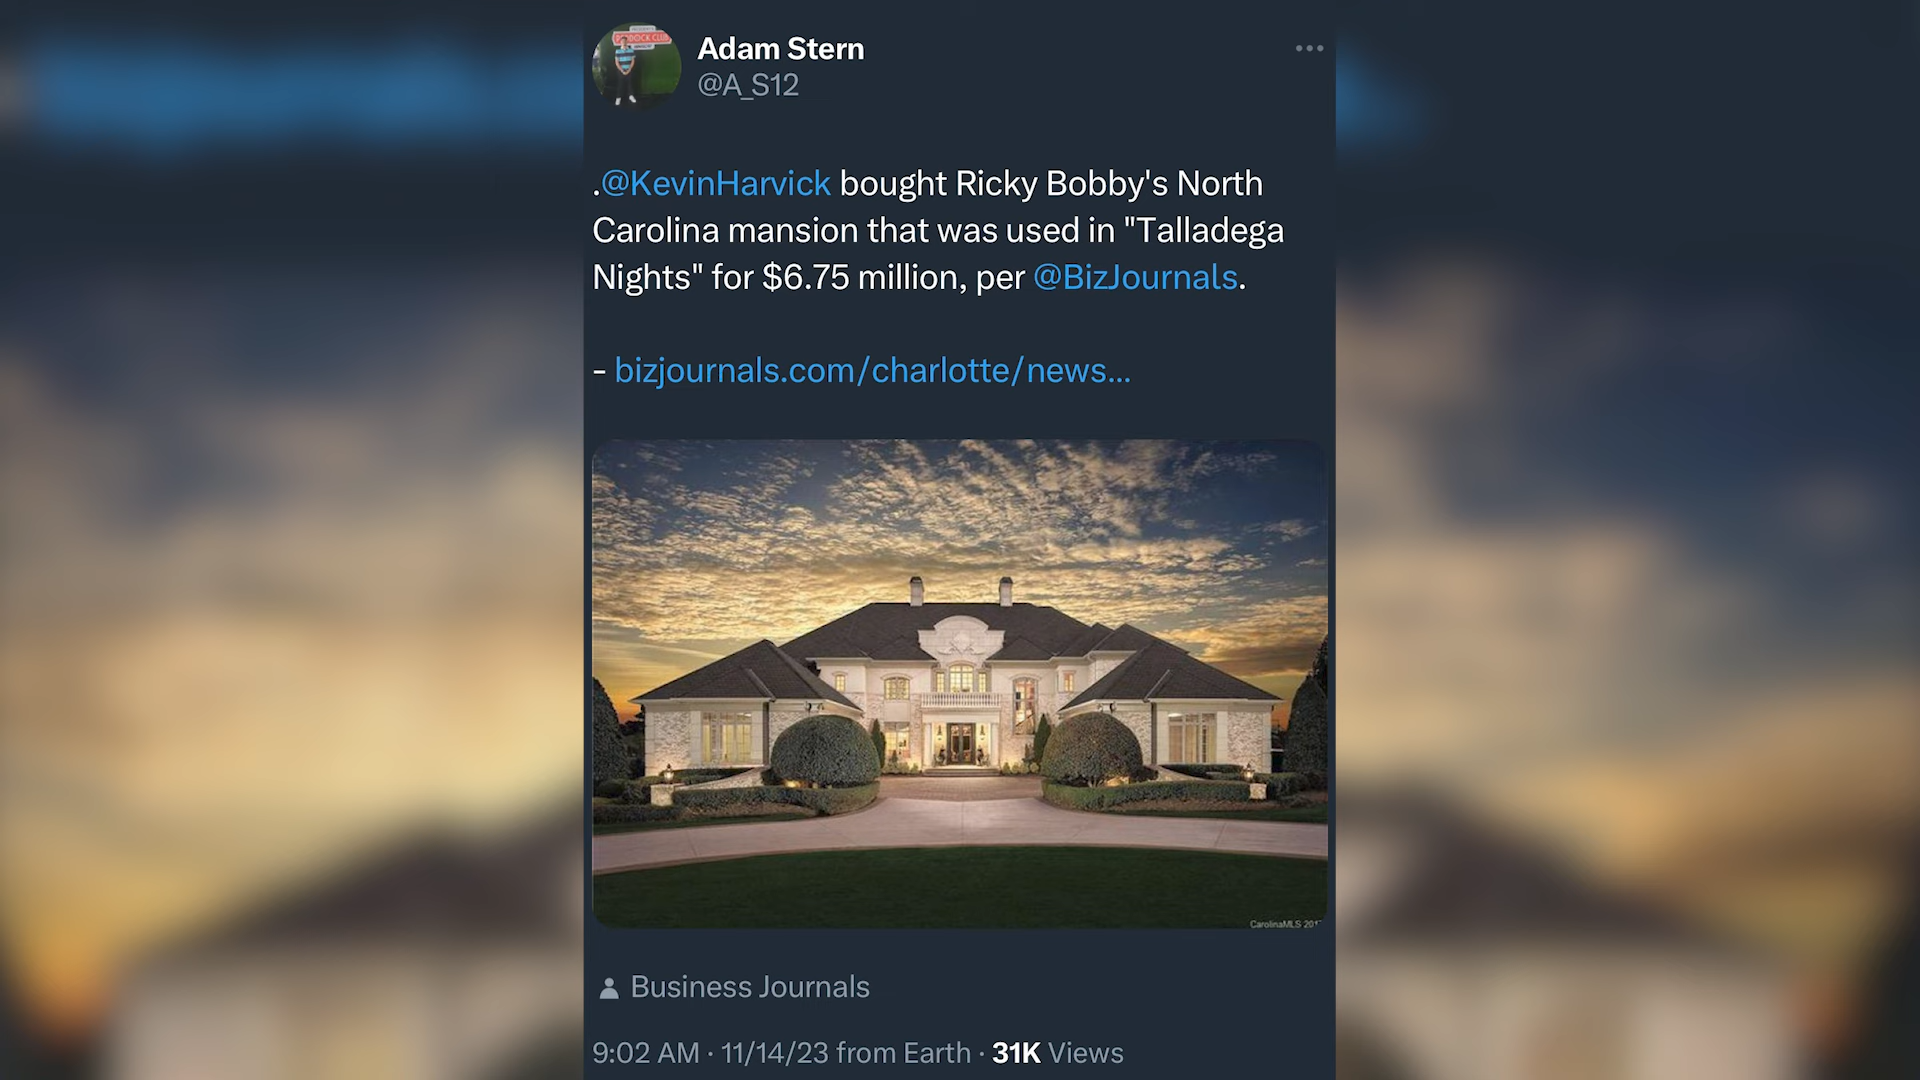 Adam Stern
@A_S12
.@KevinHarvick bought Ricky Bobby's North
Carolina mansion that was used in "Talladega
Nights" for $6.75 million, per @BizJournals.
- bizjournals.com/charlotte/news...
CarolinaMLS
Business Journals
9:02 AM · 11/14/23 from Earth · 31K Views